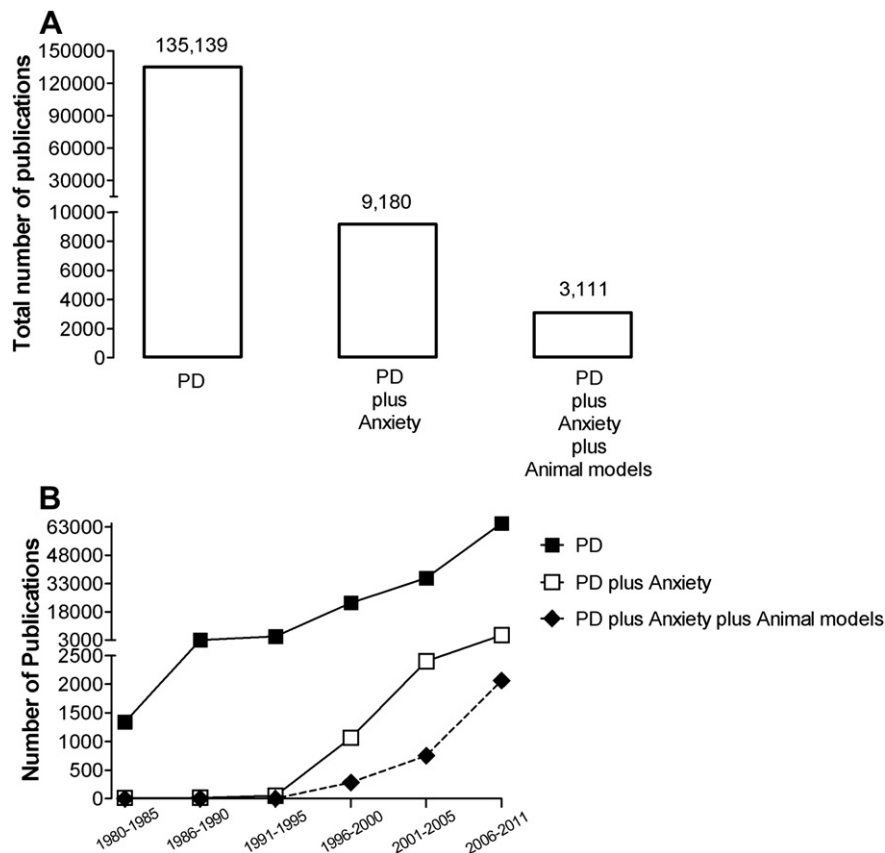 A
135,139
150000
120000
90000
60000
30000
10000
8000
6000
4000
2000
0
Total number of publications
9,180
3,111
PD
PD
plus
Anxiety
PD
plus
Anxiety
plus
Animal models
B
63000
48000
33000
18000
3000
2500
2000
1500
1000
500
0
Number of Publications
1980-1985
1986-1990
1991-1995
1996-2000
2001-2005
2006-2011
PD
PD plus Anxiety
PD plus Anxiety plus Animal models